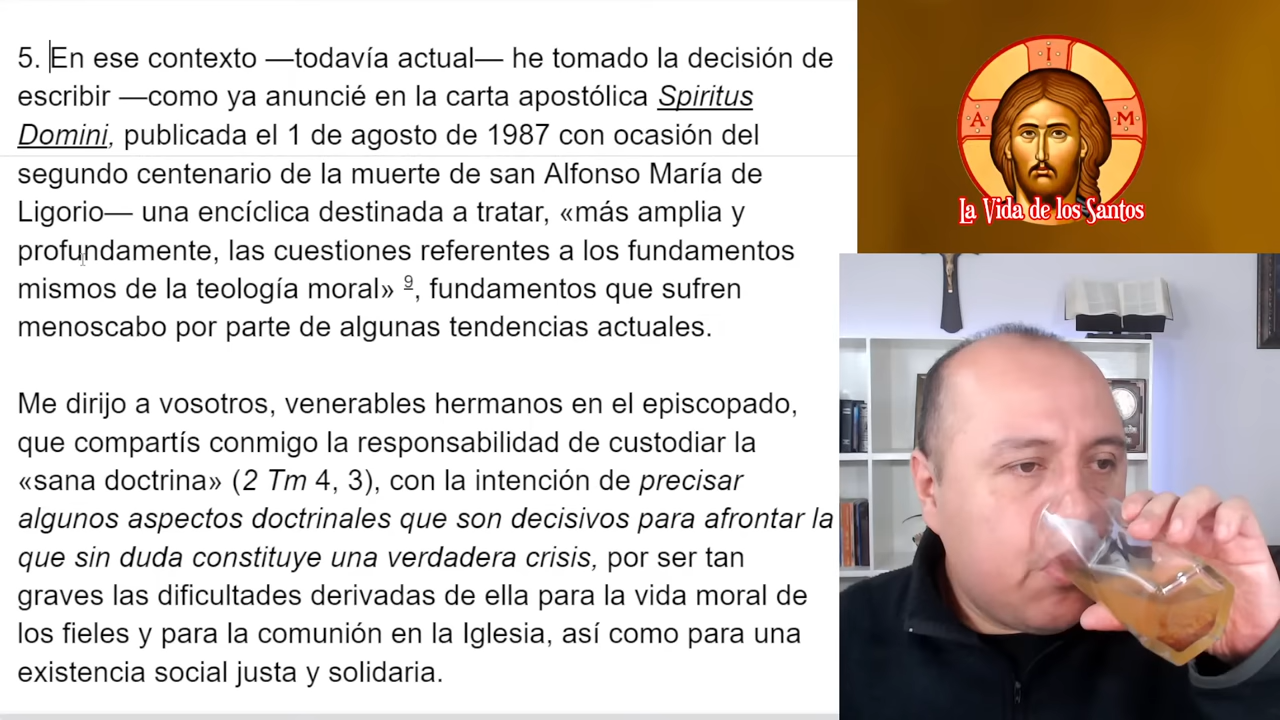 5. En ese contexto —todavía actual— he tomado la decisión de
escribir —como ya anuncié en la carta apostólica Spiritus
Domini, publicada el 1 de agosto de 1987 con ocasión del
segundo centenario de la muerte de san Alfonso María de
Ligorio— una encíclica destinada a tratar, «más amplia y
profundamente, las cuestiones referentes a los fundamentos
mismos de la teología moral» 9, fundamentos que sufren
menoscabo por parte de algunas tendencias actuales.
Me dirijo a vosotros, venerables hermanos en el episcopado,
que compartís conmigo la responsabilidad de custodiar la
«sana doctrina» (2 Tm 4, 3), con la intención de precisar
algunos aspectos doctrinales que son decisivos para afrontar la
que sin duda constituye una verdadera crisis, por ser tan
graves las dificultades derivadas de ella para la vida moral de
los fieles y para la comunión en la Iglesia, así como para una
existencia social justa y solidaria.
I
A M
La Vida de los Santos